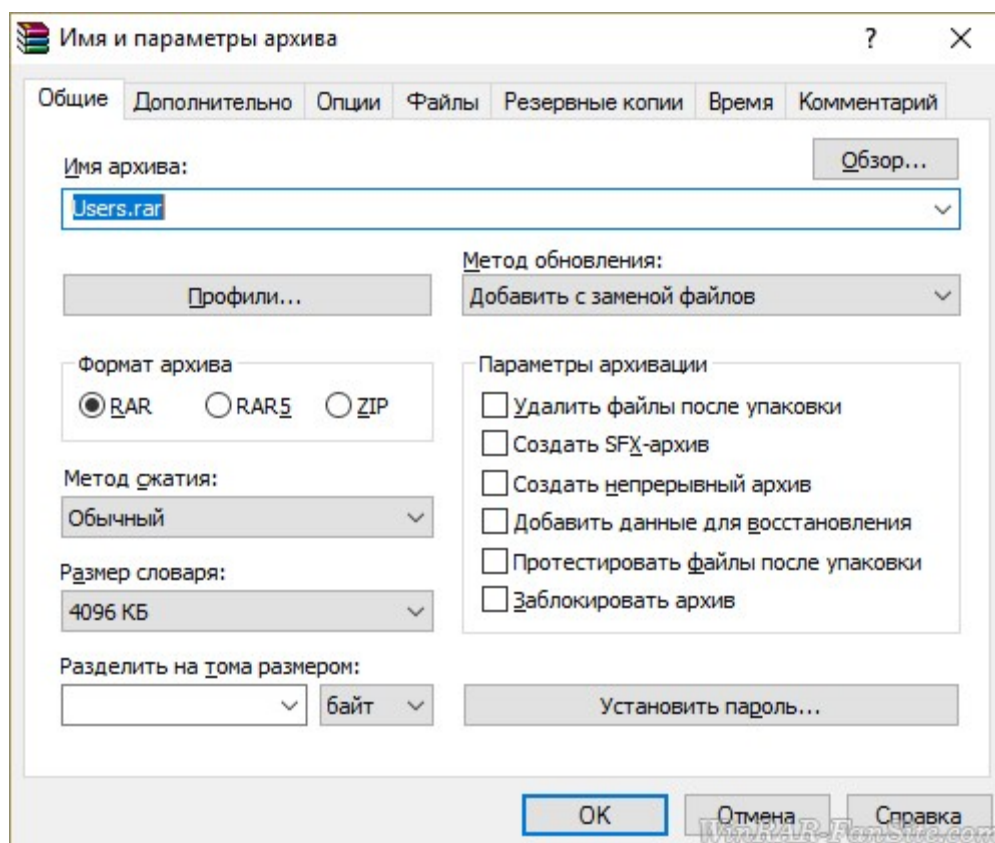 Имя и параметры архива
Общие Дополнительно Опции Файлы Резервные копии Время Комментарий
Имя архива:
Обзор...
Users.rar
Метод обновления:
Профили...
Добавить с заменой файлов
Формат архива
RAR RAR5 ZIP
Метод сжатия:
Обычный
Размер словаря:
4096 КБ
Параметры архивации
Удалить файлы после упаковки
Создать SFX-архив
Создать непрерывный архив
Добавить данные для восстановления
Протестировать файлы после упаковки
Заблокировать архив
Разделить на тома размером:
байт
Установить пароль...
OK Отмена Справка
WinRAR-FanSite.com